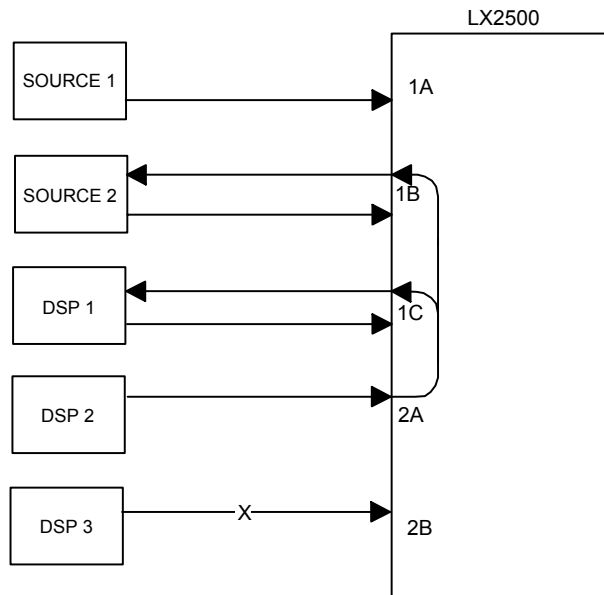 LX2500
SOURCE 1
1A
SOURCE 2
1B
DSP 1
1C
DSP 2
2A
DSP 3
X
2B